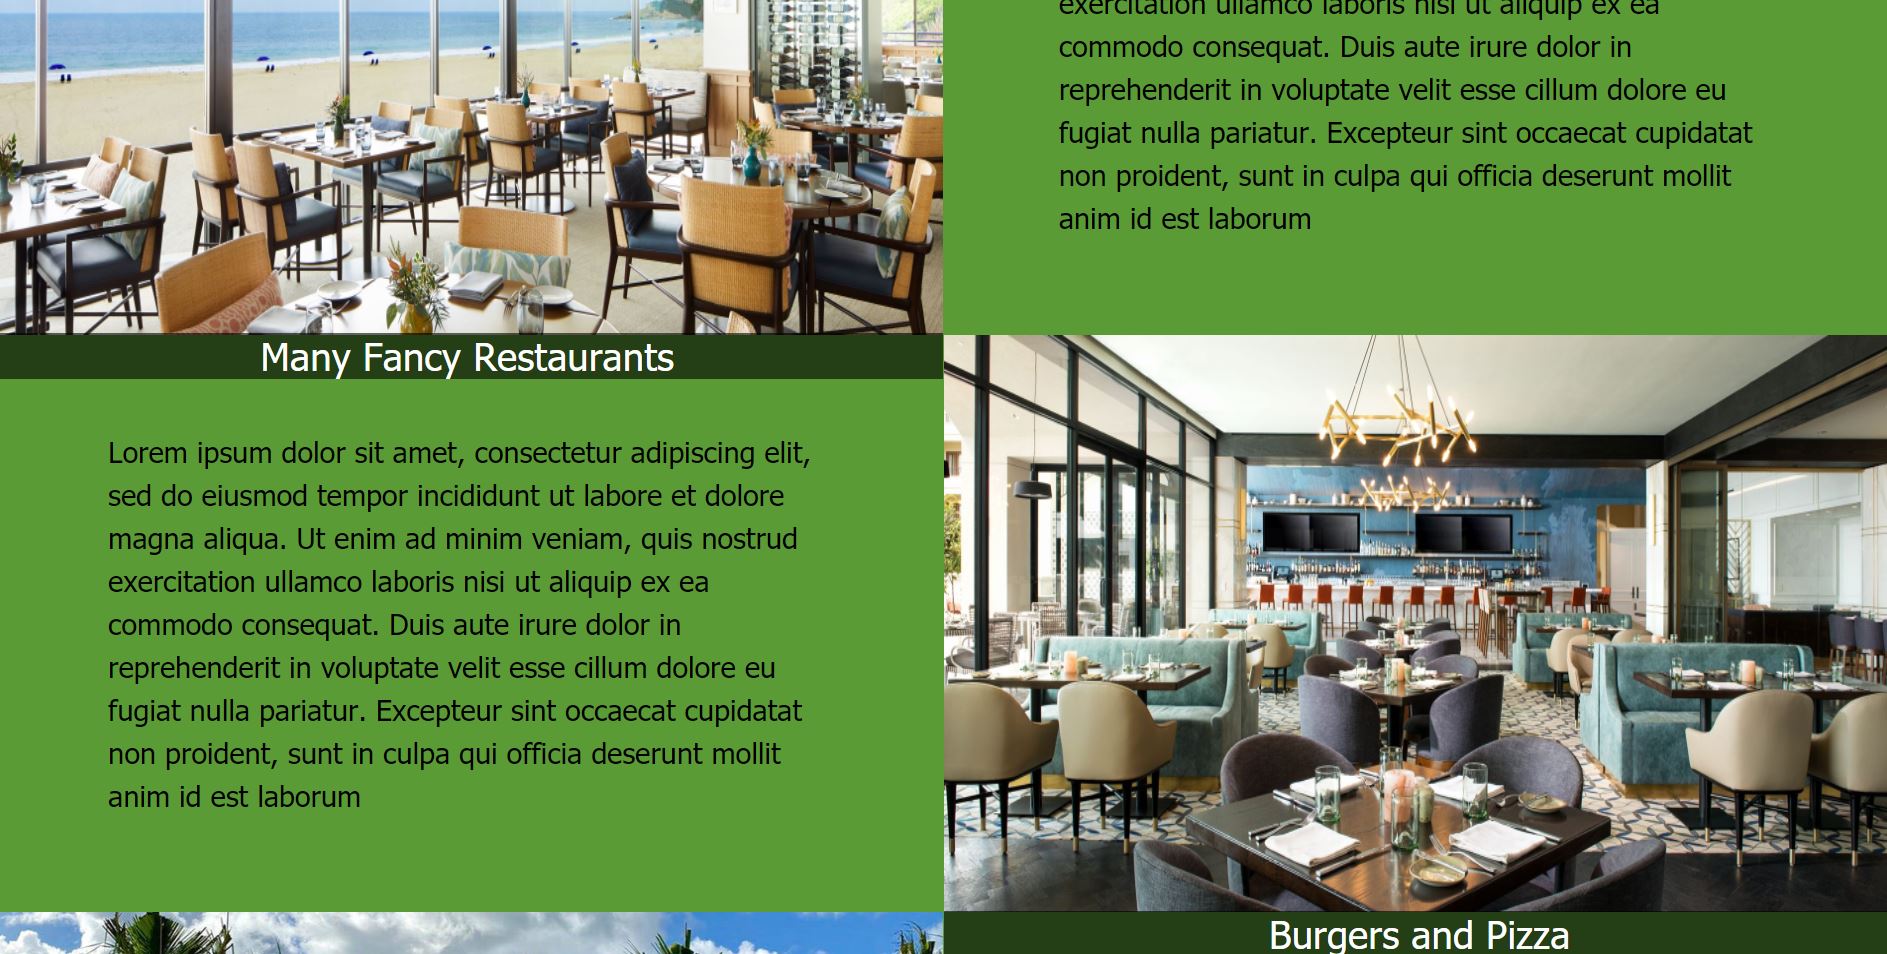 exercitation ullamco laboris nisi ut aliquip ex ea
commodo consequat. Duis aute irure dolor in
reprehenderit in voluptate velit esse cillum dolore eu
fugiat nulla pariatur. Excepteur sint occaecat cupidatat
non proident, sunt in culpa qui officia deserunt mollit
anim id est laborum
Many Fancy Restaurants
Lorem ipsum dolor sit amet, consectetur adipiscing elit,
sed do eiusmod tempor incididunt ut labore et dolore
magna aliqua. Ut enim ad minim veniam, quis nostrud
exercitation ullamco laboris nisi ut aliquip ex ea
commodo consequat. Duis aute irure dolor in
reprehenderit in voluptate velit esse cillum dolore eu
fugiat nulla pariatur. Excepteur sint occaecat cupidatat
non proident, sunt in culpa qui officia deserunt mollit
anim id est laborum
Burgers and Pizza